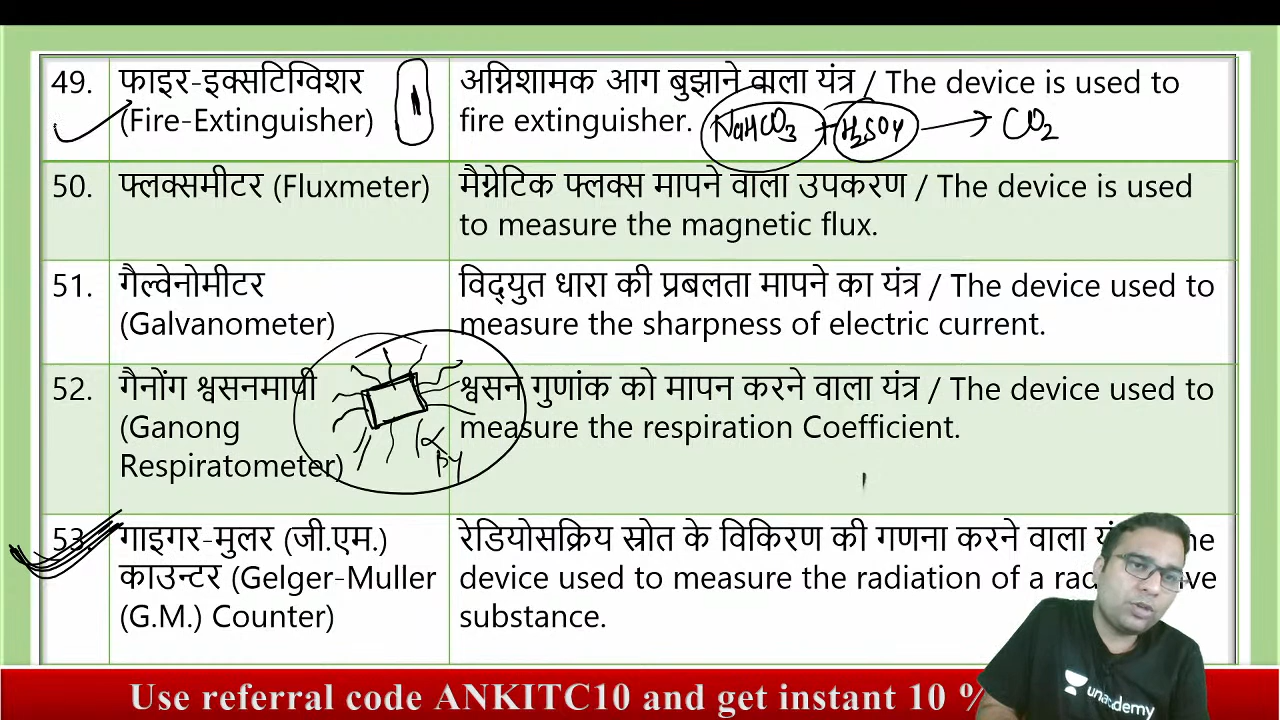 49. फाइर-इक्सटिग्विशर
(Fire-Extinguisher)
अग्निशामक आग बुझाने वाला यंत्र / The device is used to
fire extinguisher. NaHCO3 + H2SO4 → CO2
50. फ्लक्समीटर (Fluxmeter)
मैग्नेटिक फ्लक्स मापने वाला उपकरण / The device is used
to measure the magnetic flux.
51. गैल्वेनोमीटर
(Galvanometer)
विद्युत धारा की प्रबलता मापने का यंत्र / The device used to
measure the sharpness of electric current.
52. गैनोंग श्वसनमापी
(Ganong
Respiratometer)
श्वसन गुणांक को मापन करने वाला यंत्र / The device used to
measure the respiration Coefficient.
α
βγ
53. गाइगर-मुलर (जी.एम.)
काउन्टर (Gelger-Muller
(G.M.) Counter)
रेडियोसक्रिय स्रोत के विकिरण की गणना करने वाला
device used to measure the radiation of a
substance.
unacademy
Use referral code ANKITC10 and get instant 10 %